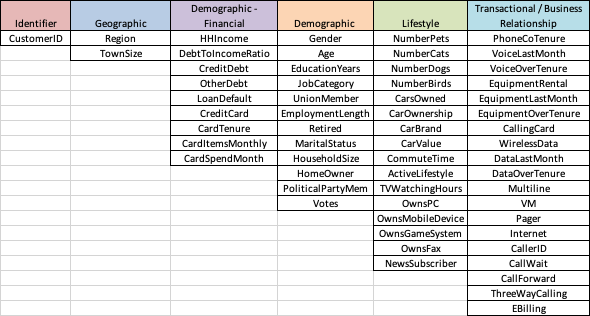 Identifier Geographic Demographic - Financial Demographic Lifestyle Transactional / Business Relationship
CustomerID Region HHIncome Gender NumberPets PhoneCoTenure
TownSize DebtToIncomeRatio Age NumberCats VoiceLastMonth
CreditDebt EducationYears NumberDogs VoiceOverTenure
OtherDebt JobCategory NumberBirds EquipmentRental
LoanDefault UnionMember CarsOwned EquipmentLastMonth
CreditCard EmploymentLength CarOwnership EquipmentOverTenure
CardTenure Retired CarBrand CallingCard
CardItemsMonthly MaritalStatus CarValue WirelessData
CardSpendMonth HouseholdSize CommuteTime DataLastMonth
HomeOwner ActiveLifestyle DataOverTenure
PoliticalPartyMem TVWatchingHours Multiline
Votes OwnsPC VM
OwnsMobileDevice Pager
OwnsGameSystem Internet
OwnsFax CallerID
NewsSubscriber CallWait
CallForward
ThreeWayCalling
EBilling